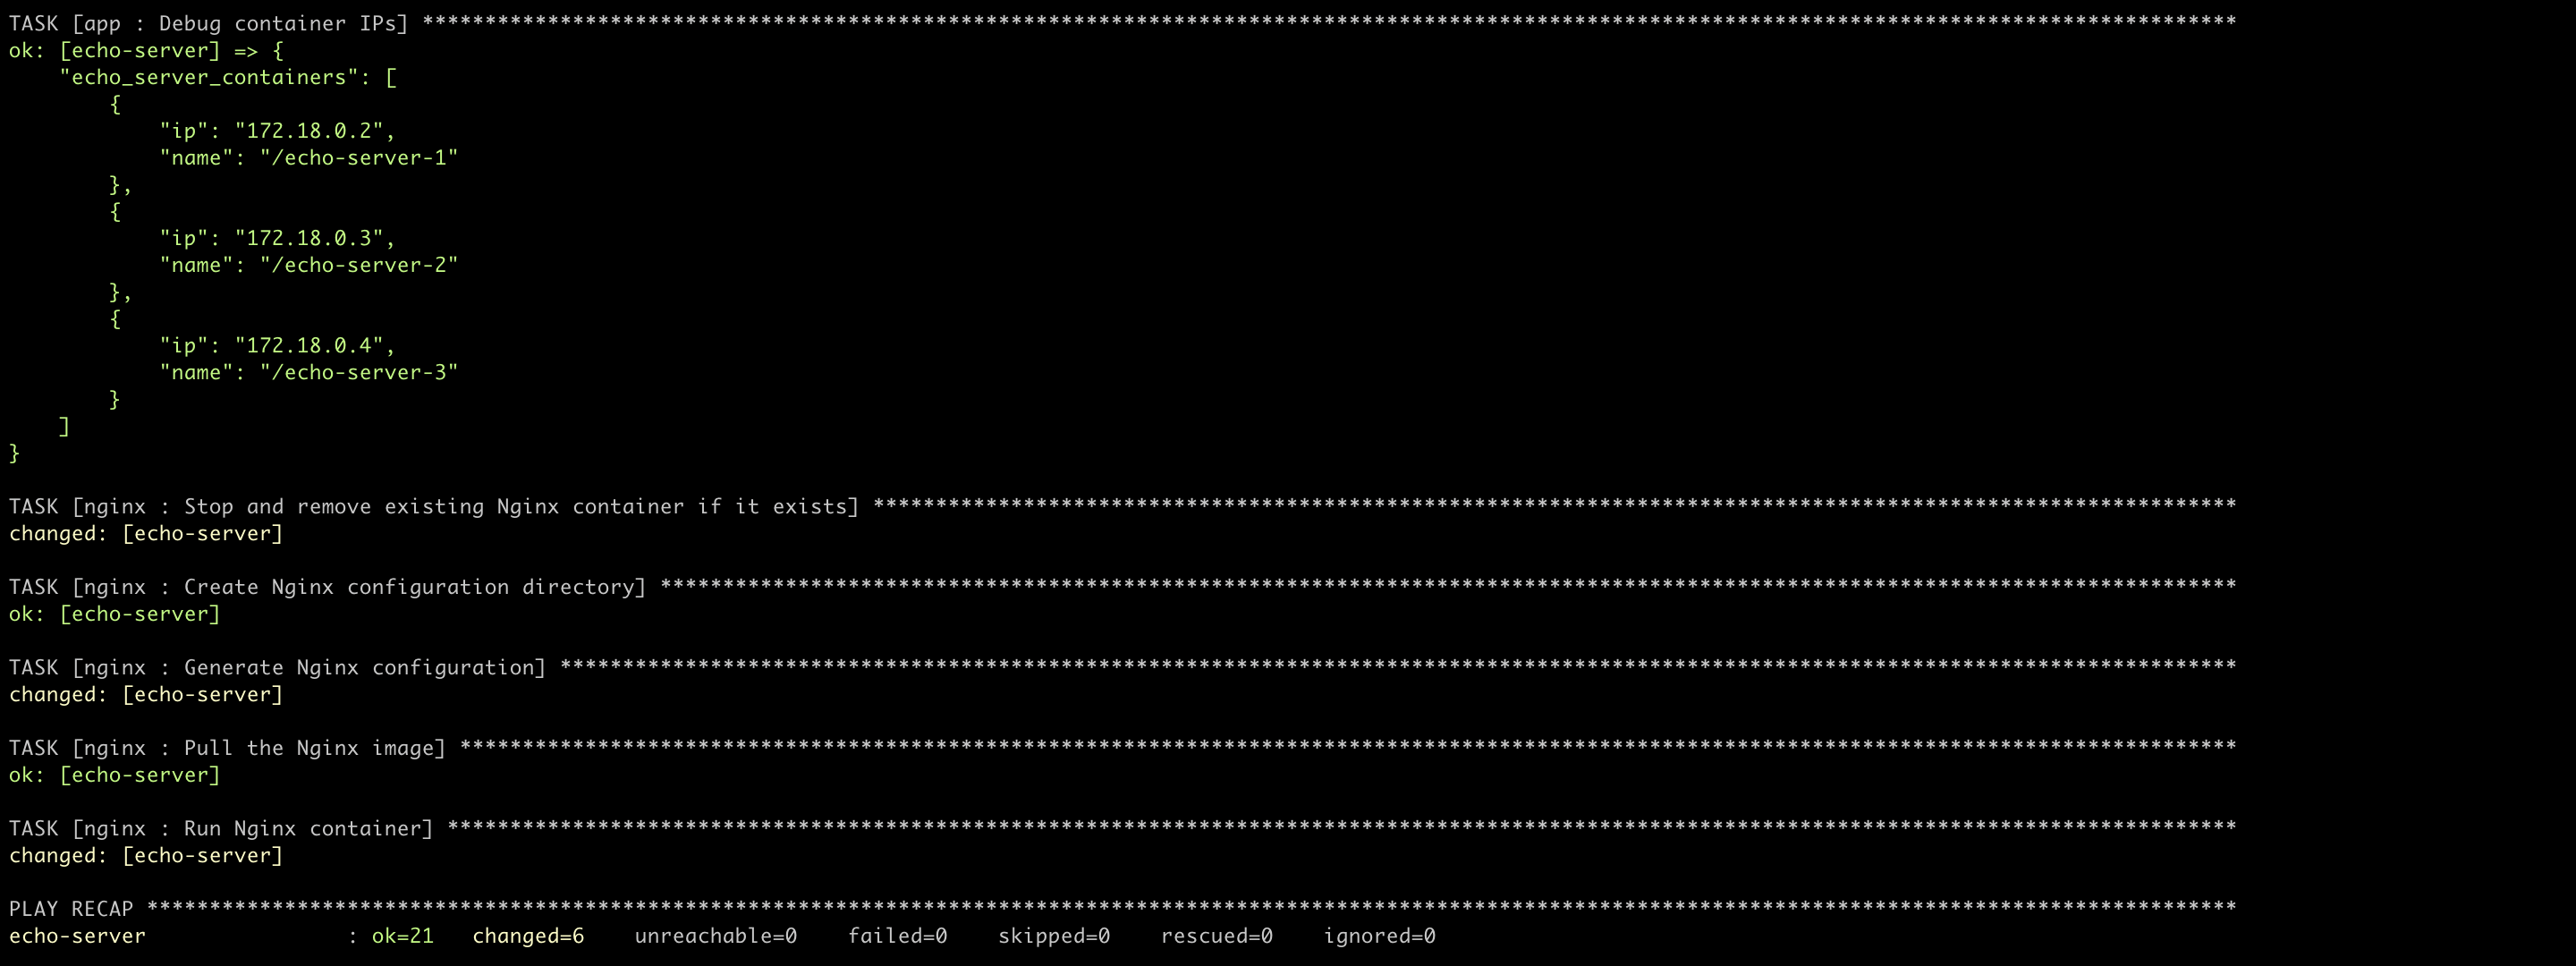 TASK [app : Debug container IPs] *************************************************************************************************************************************************
ok: [echo-server] => {
    "echo_server_containers": [
        {
            "ip": "172.18.0.2",
            "name": "/echo-server-1"
        },
        {
            "ip": "172.18.0.3",
            "name": "/echo-server-2"
        },
        {
            "ip": "172.18.0.4",
            "name": "/echo-server-3"
        }
    ]
}
TASK [nginx : Stop and remove existing Nginx container if it exists] *************************************************************************************************************
changed: [echo-server]
TASK [nginx : Create Nginx configuration directory] ******************************************************************************************************************************
ok: [echo-server]
TASK [nginx : Generate Nginx configuration] **************************************************************************************************************************************
changed: [echo-server]
TASK [nginx : Pull the Nginx image] **********************************************************************************************************************************************
ok: [echo-server]
TASK [nginx : Run Nginx container] ***********************************************************************************************************************************************
changed: [echo-server]
PLAY RECAP ***********************************************************************************************************************************************************************
echo-server                : ok=21   changed=6    unreachable=0    failed=0    skipped=0    rescued=0    ignored=0